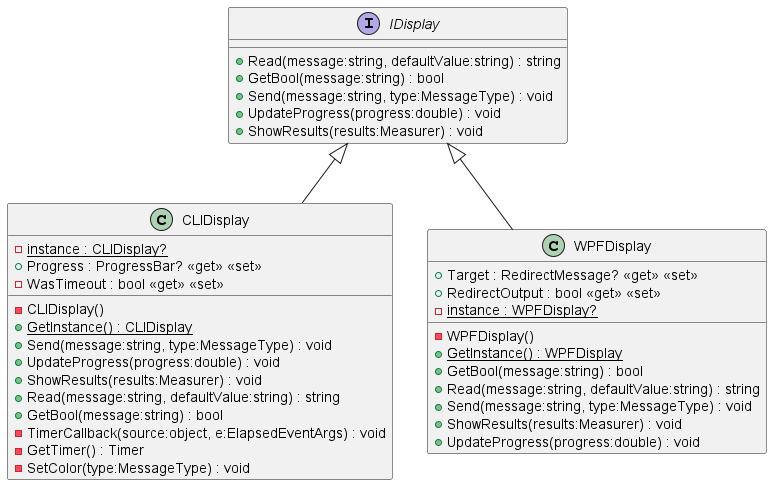 I IDisplay
Read(message:string, defaultValue:string) : string
GetBool(message:string) : bool
Send(message:string, type:MessageType) : void
UpdateProgress(progress:double) : void
ShowResults(results:Measurer) : void
C CLIDisplay
instance : CLIDisplay?
Progress : ProgressBar? «get» «set»
WasTimeout : bool «get» «set»
CLIDisplay()
GetInstance() : CLIDisplay
Send(message:string, type:MessageType) : void
UpdateProgress(progress:double) : void
ShowResults(results:Measurer) : void
Read(message:string, defaultValue:string) : string
GetBool(message:string) : bool
TimerCallback(source:object, e:ElapsedEventArgs) : void
GetTimer() : Timer
SetColor(type:MessageType) : void
C WPFDisplay
Target : RedirectMessage? «get» «set»
RedirectOutput : bool «get» «set»
instance : WPFDisplay?
WPFDisplay()
GetInstance() : WPFDisplay
GetBool(message:string) : bool
Read(message:string, defaultValue:string) : string
Send(message:string, type:MessageType) : void
ShowResults(results:Measurer) : void
UpdateProgress(progress:double) : void